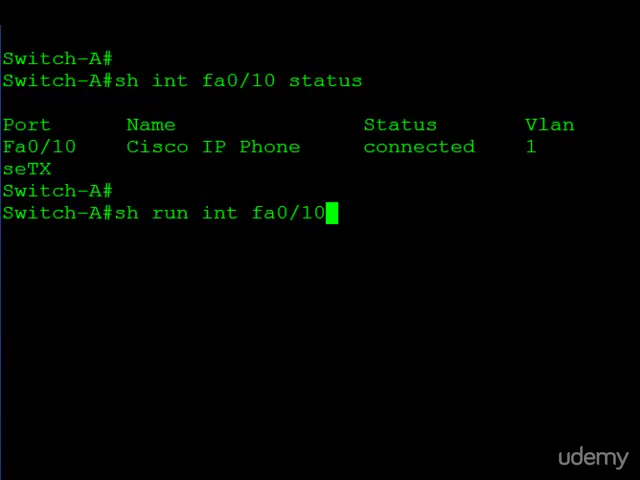 Switch-A#
Switch-A#sh int fa0/10 status
Port Name Status Vlan
Fa0/10 Cisco IP Phone connected 1
seTX
Switch-A#
Switch-A#sh run int fa0/10
udemy